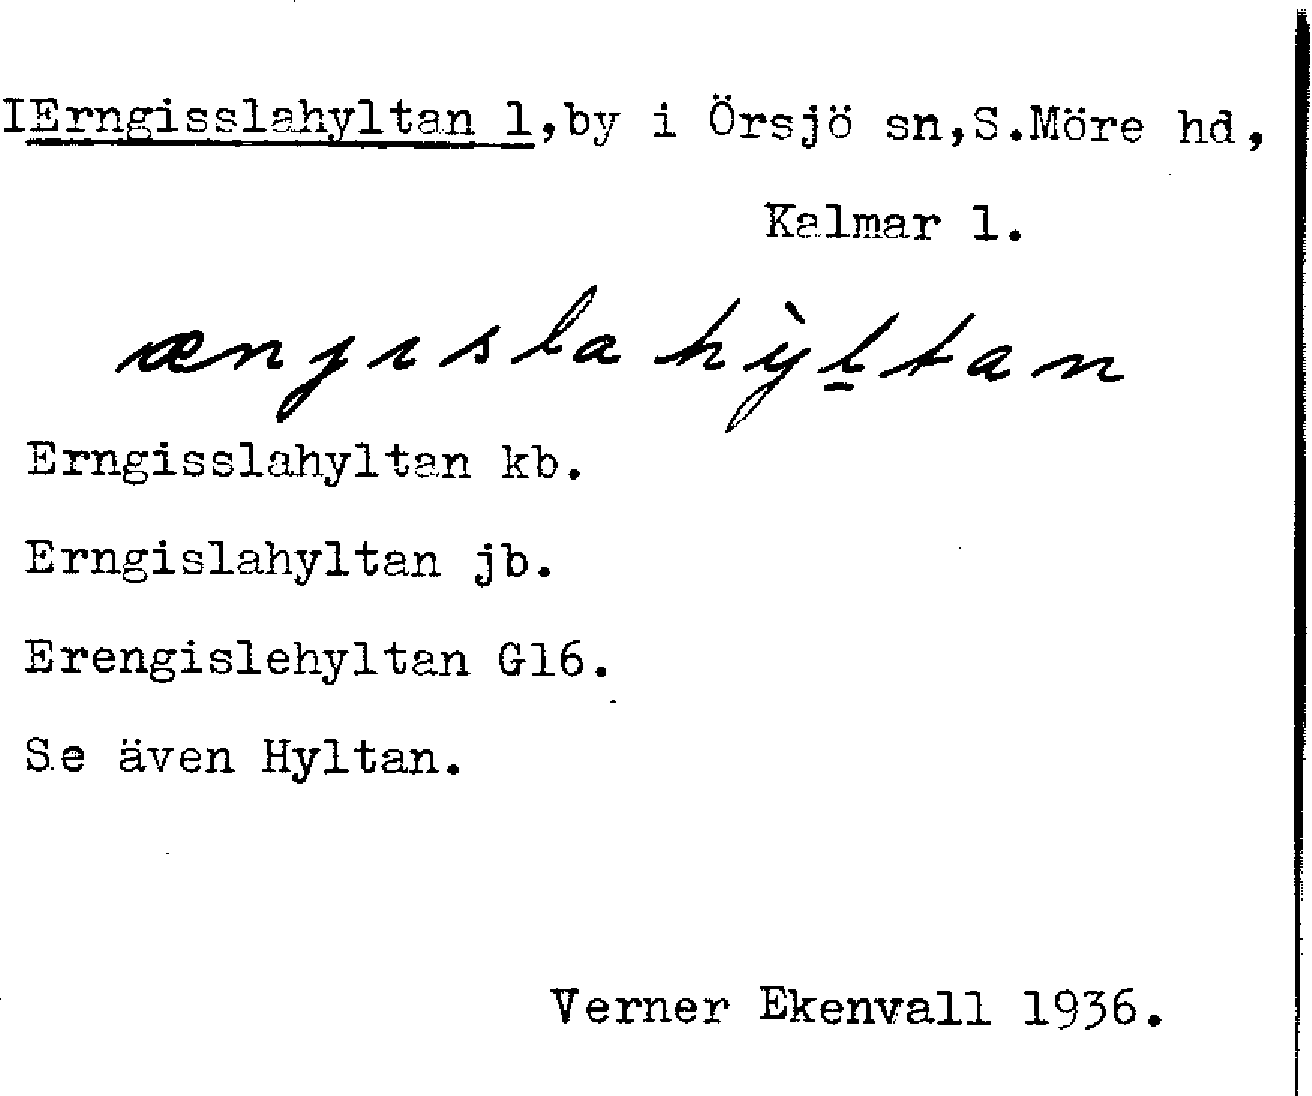 IErngisslahyltan 1,by i Örsjö sn,S.Möre hd,
Kalmar l.
ængislahỳltan
Erngisslahyltan kb.
Erngislahyltan jb.
Erengislehyltan G16.
Se även Hyltan.
Verner Ekenvall 1936.